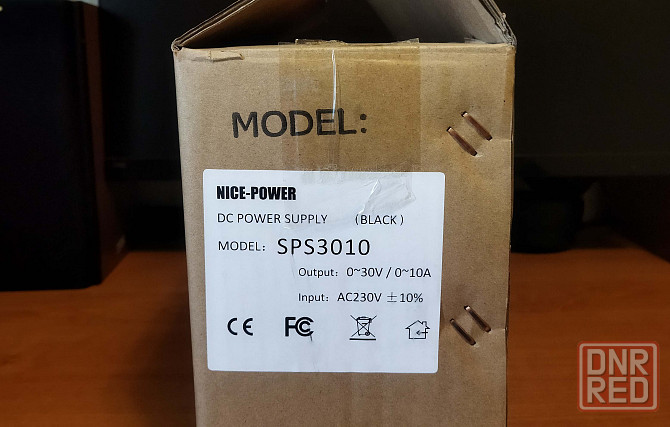 MODEL:
NICE-POWER
DC POWER SUPPLY (BLACK)
MODEL: SPS3010
Output: 0~30V / 0~10A
Input: AC230V ±10%
CE FC
DNR
RED